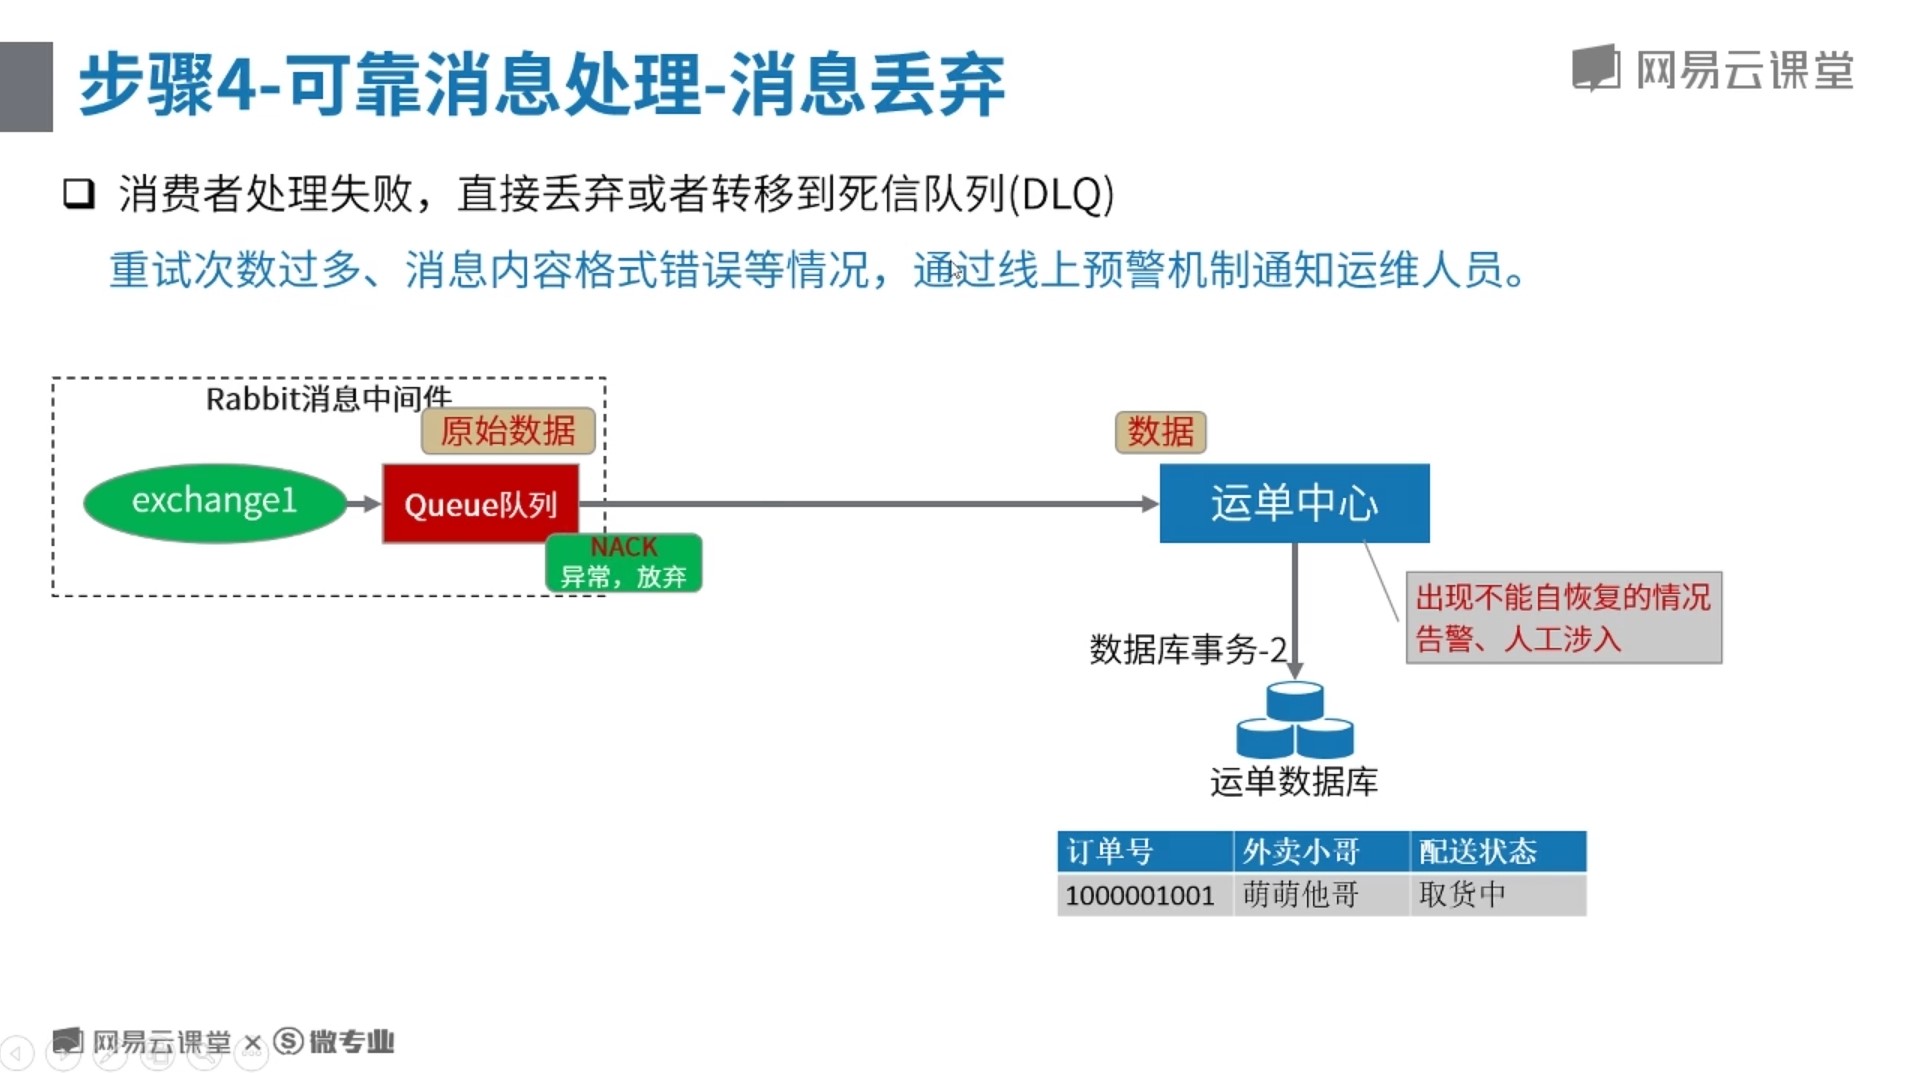 步骤4-可靠消息处理-消息丢弃
网易云课堂
消费者处理失败，直接丢弃或者转移到死信队列(DLQ)
重试次数过多、消息内容格式错误等情况，通过线上预警机制通知运维人员。
Rabbit消息中间件
原始数据
数据
exchange1
Queue队列
运单中心
NACK
异常，放弃
出现不能自恢复的情况
告警、人工涉入
数据库事务-2
运单数据库
订单号 外卖小哥 配送状态
1000001001 萌萌他哥 取货中
网易云课堂 × 微专业